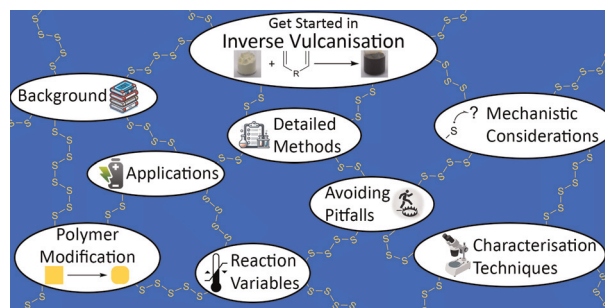 Get Started in
Inverse Vulcanisation
+
R
Background
Detailed
Methods
S ?
Mechanistic
Considerations
Applications
Avoiding
Pitfalls
Polymer
Modification
Reaction
Variables
Characterisation
Techniques